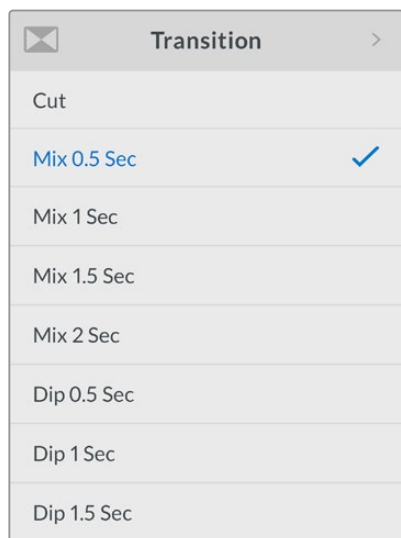 Transition
Cut
Mix 0.5 Sec
Mix 1 Sec
Mix 1.5 Sec
Mix 2 Sec
Dip 0.5 Sec
Dip 1 Sec
Dip 1.5 Sec